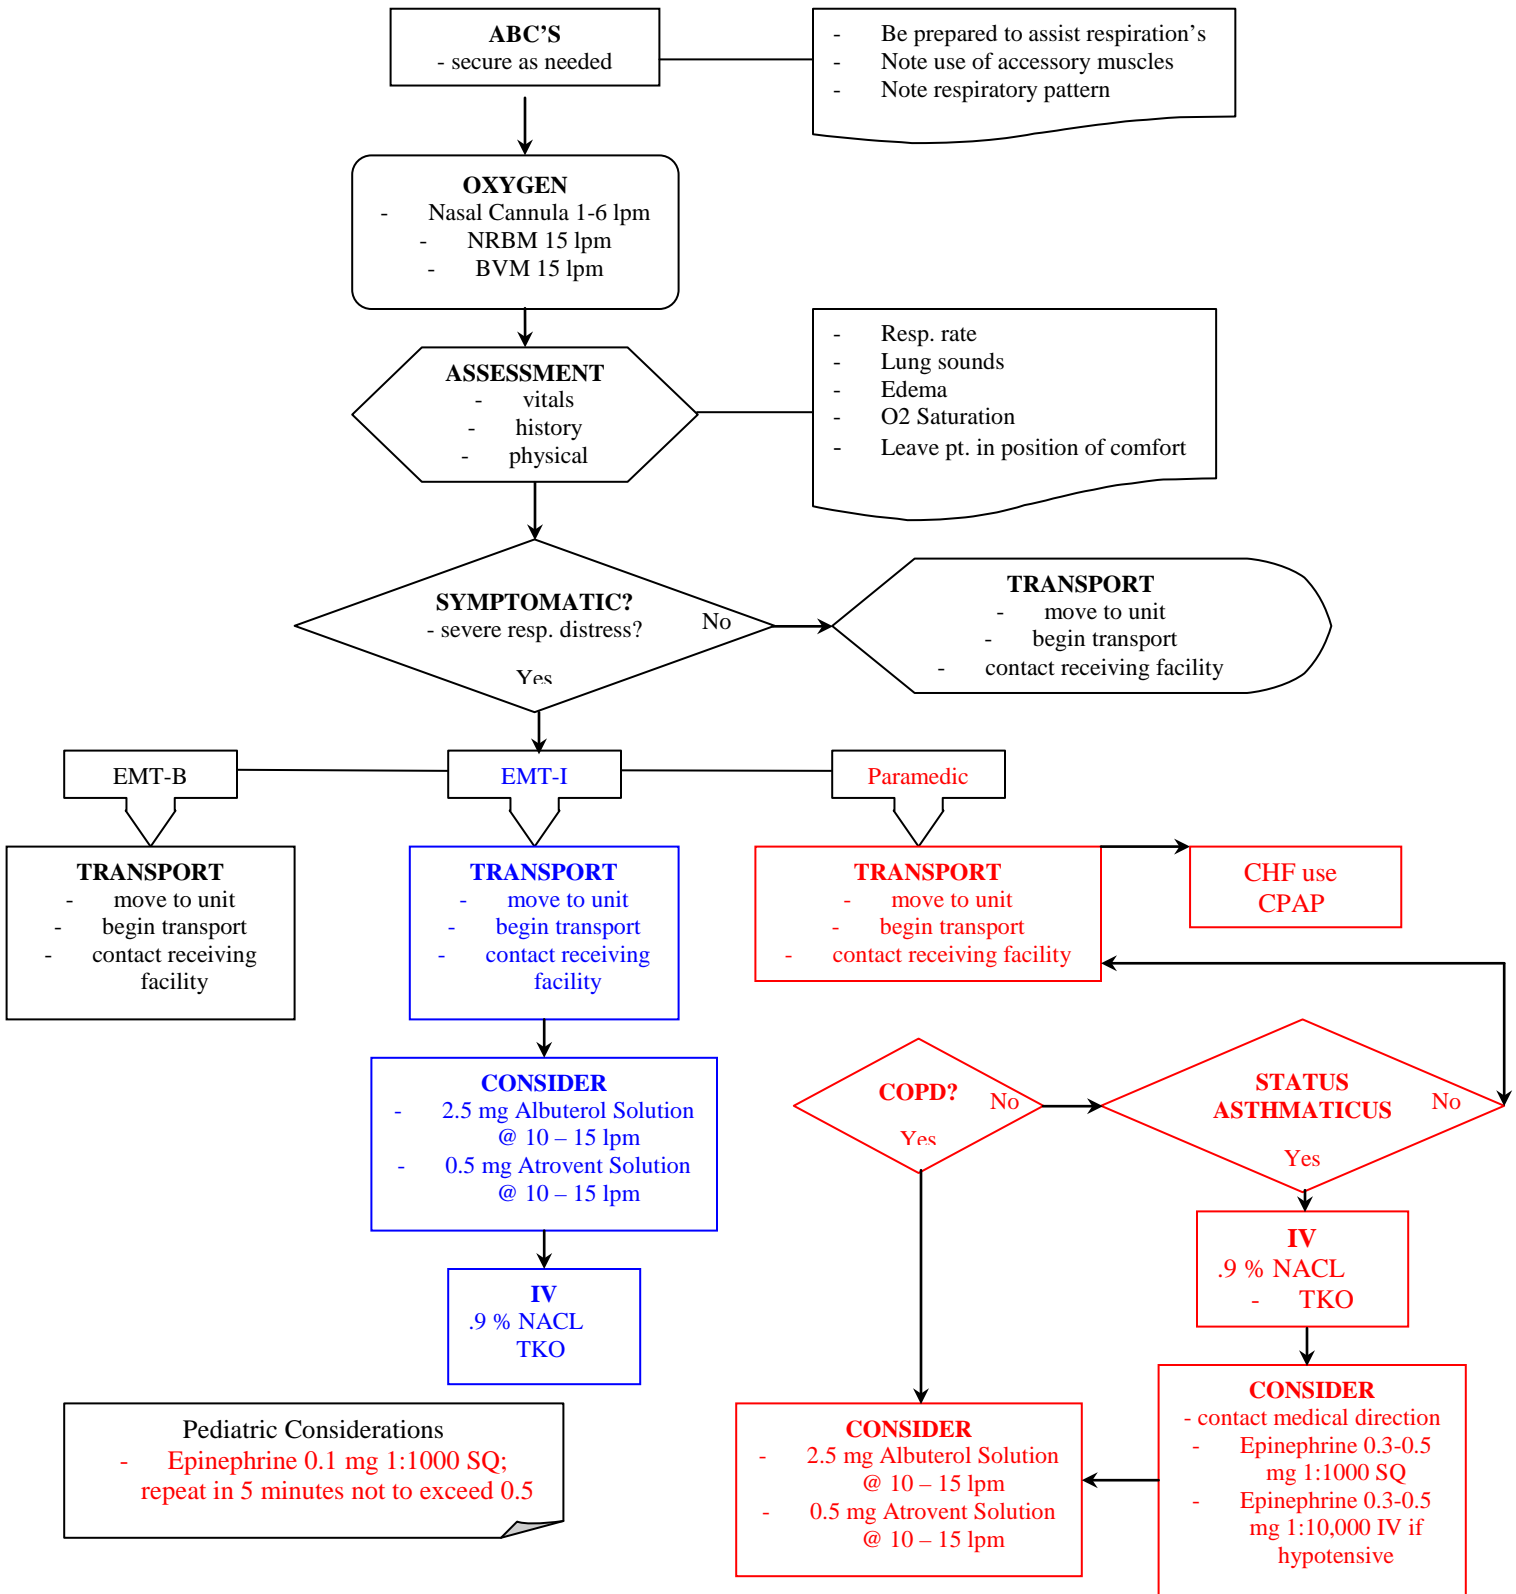 ABC'S
- secure as needed
- Be prepared to assist respiration's
- Note use of accessory muscles
- Note respiratory pattern
OXYGEN
- Nasal Cannula 1-6 lpm
- NRBM 15 lpm
- BVM 15 lpm
ASSESSMENT
- vitals
- history
- physical
- Resp. rate
- Lung sounds
- Edema
- O2 Saturation
- Leave pt. in position of comfort
SYMPTOMATIC?
- severe resp. distress?
No
Yes
TRANSPORT
- move to unit
- begin transport
- contact receiving facility
EMT-B
EMT-I
Paramedic
TRANSPORT
- move to unit
- begin transport
- contact receiving
facility
TRANSPORT
- move to unit
- begin transport
- contact receiving
facility
TRANSPORT
- move to unit
- begin transport
- contact receiving facility
CHF use
CPAP
CONSIDER
- 2.5 mg Albuterol Solution
@ 10 – 15 lpm
- 0.5 mg Atrovent Solution
@ 10 – 15 lpm
COPD?
No
Yes
STATUS
ASTHMATICUS
No
Yes
IV
.9 % NACL
TKO
IV
.9 % NACL
- TKO
Pediatric Considerations
- Epinephrine 0.1 mg 1:1000 SQ;
repeat in 5 minutes not to exceed 0.5
CONSIDER
- 2.5 mg Albuterol Solution
@ 10 – 15 lpm
- 0.5 mg Atrovent Solution
@ 10 – 15 lpm
CONSIDER
- contact medical direction
- Epinephrine 0.3-0.5
mg 1:1000 SQ
- Epinephrine 0.3-0.5
mg 1:10,000 IV if
hypotensive